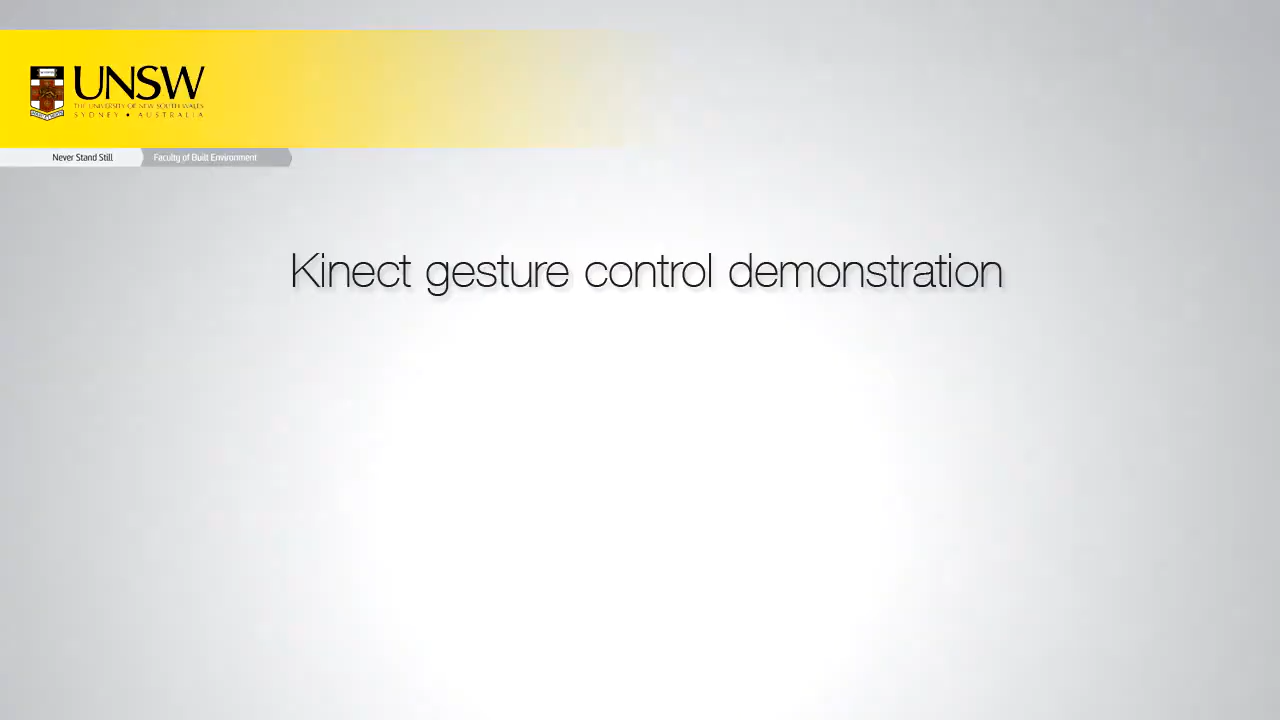 UNSW
THE UNIVERSITY OF NEW SOUTH WALES
SYDNEY • AUSTRALIA
Never Stand Still
Faculty of Built Environment
Kinect gesture control demonstration